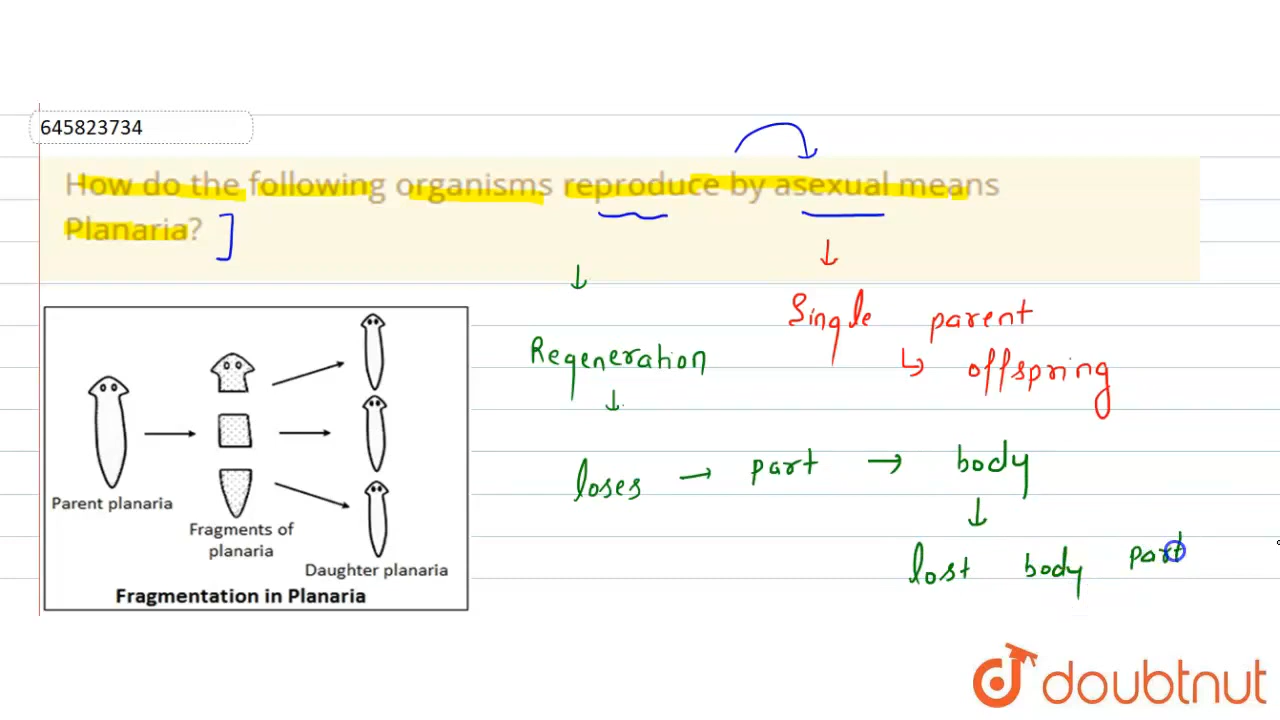 645823734
How do the following organisms reproduce by asexual means
Planaria?
Single parent
Regeneration
offspring
loses → part → body
lost body part
Parent planaria
Fragments of
planaria
Daughter planaria
Fragmentation in Planaria
doubtnut